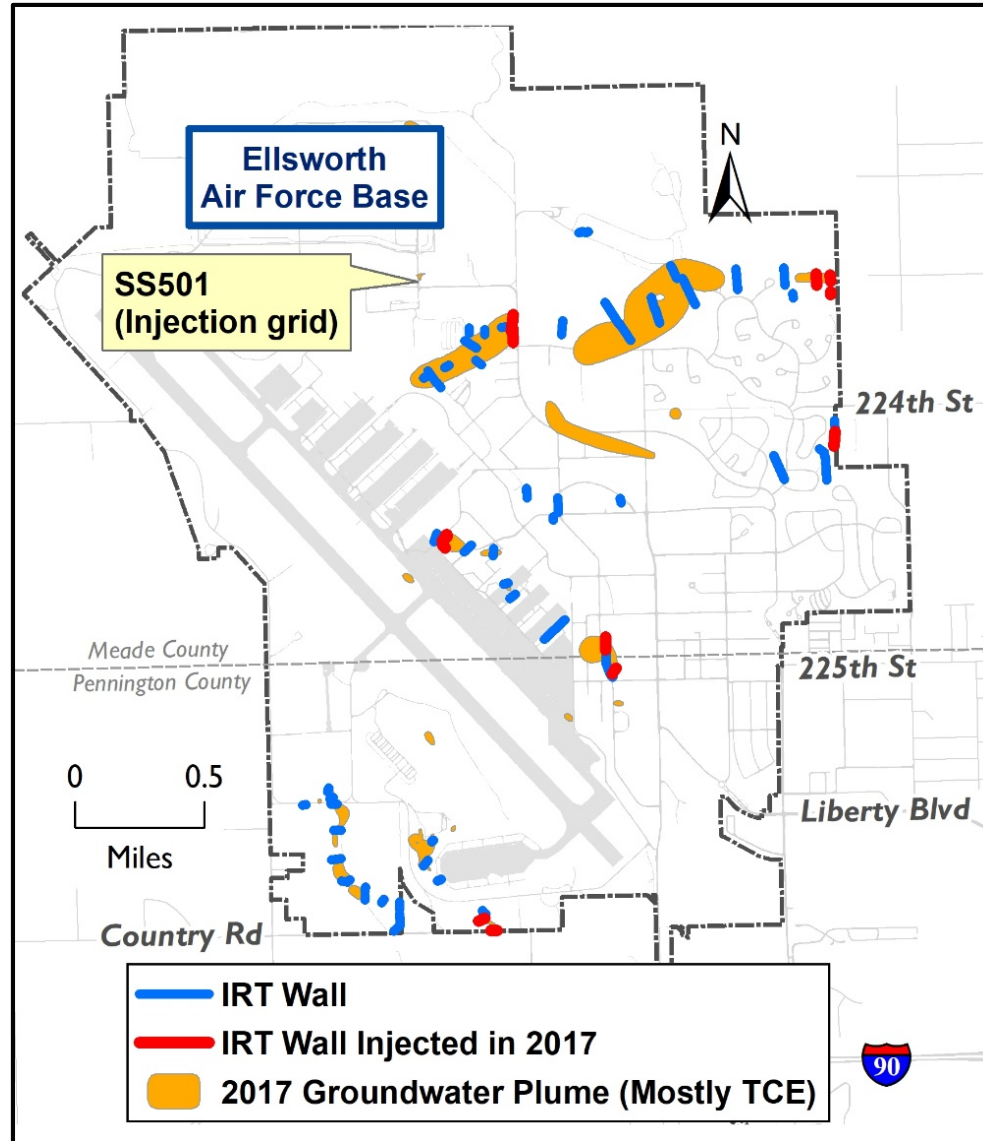 Ellsworth
Air Force Base
N
SS501
(Injection grid)
224th St
Meade County
Pennington County
225th St
0 0.5
Miles
Liberty Blvd
Country Rd
IRT Wall
IRT Wall Injected in 2017
2017 Groundwater Plume (Mostly TCE)
90